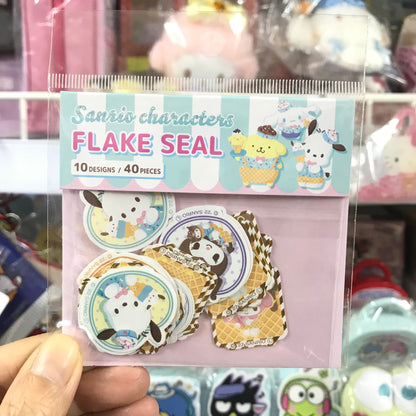 Sanrio characters
FLAKE SEAL
10 DESIGNS / 40 PIECES